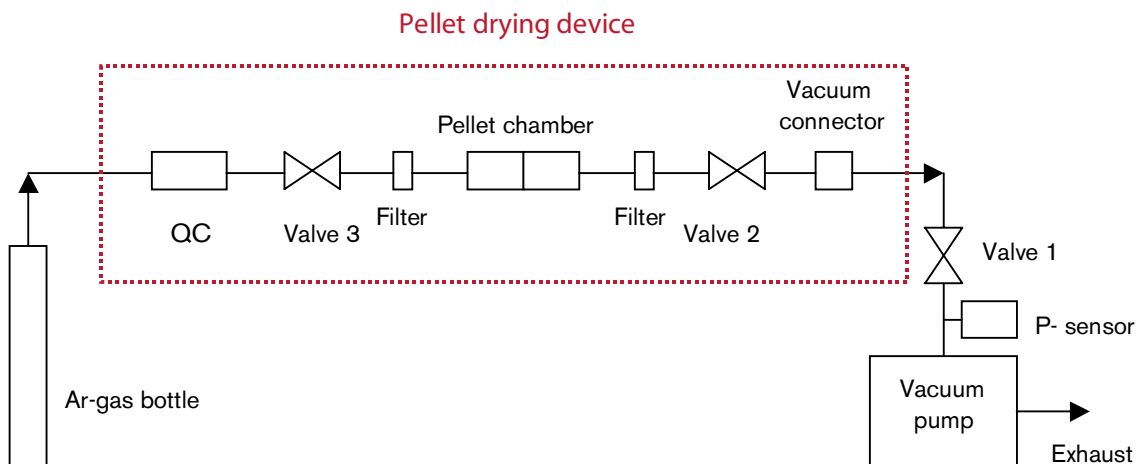 Pellet drying device
Vacuum
connector
Pellet chamber
QC
Valve 3
Filter
Filter
Valve 2
Valve 1
P- sensor
Ar-gas bottle
Vacuum
pump
Exhaust